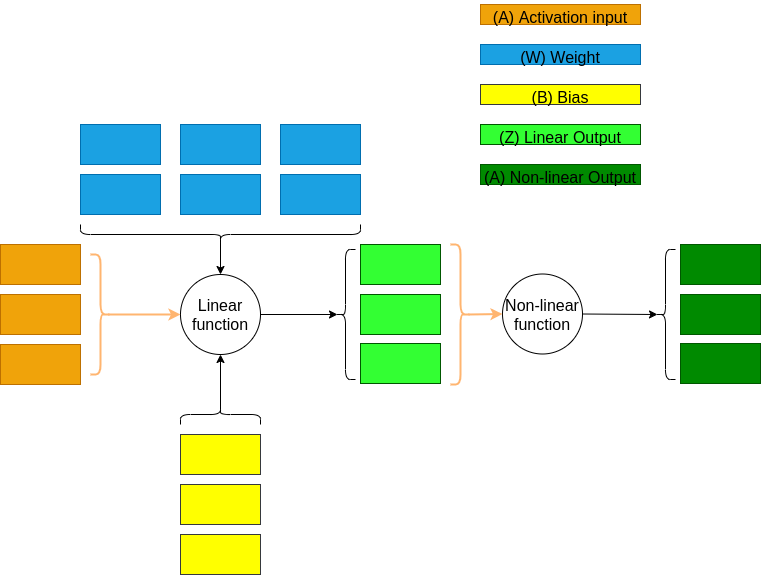 (A) Activation input
(W) Weight
(B) Bias
(Z) Linear Output
(A) Non-linear Output
Linear
function
Non-linear
function